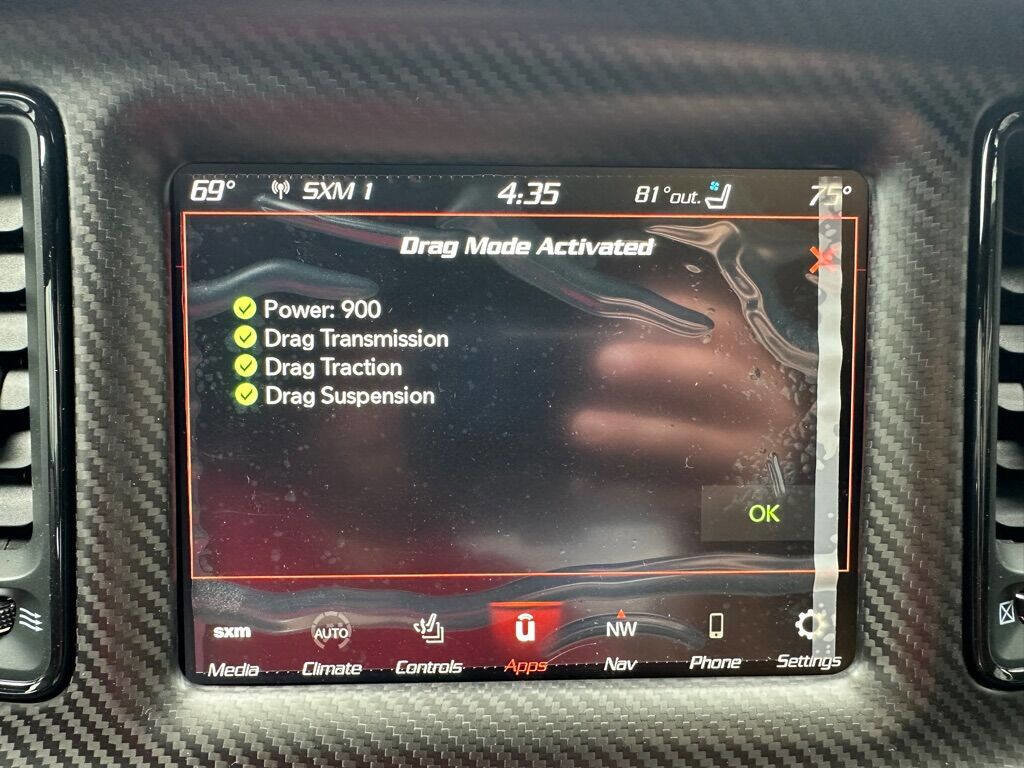 69° SXM 1 4:35 81°out. 75°
Drag Mode Activated
Power: 900
Drag Transmission
Drag Traction
Drag Suspension
OK
sxm AUTO û NW
Media Climate Controls Apps Nav Phone Settings